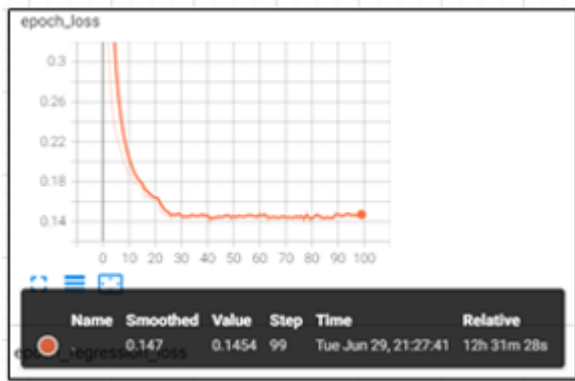 epoch_loss
0.3
0.26
0.22
0.18
0.14
0 10 20 30 40 50 60 70 80 90 100
Name Smoothed Value Step Time Relative
. 0.147 0.1454 99 Tue Jun 29, 21:27:41 12h 31m 28s
epoch_regression_loss